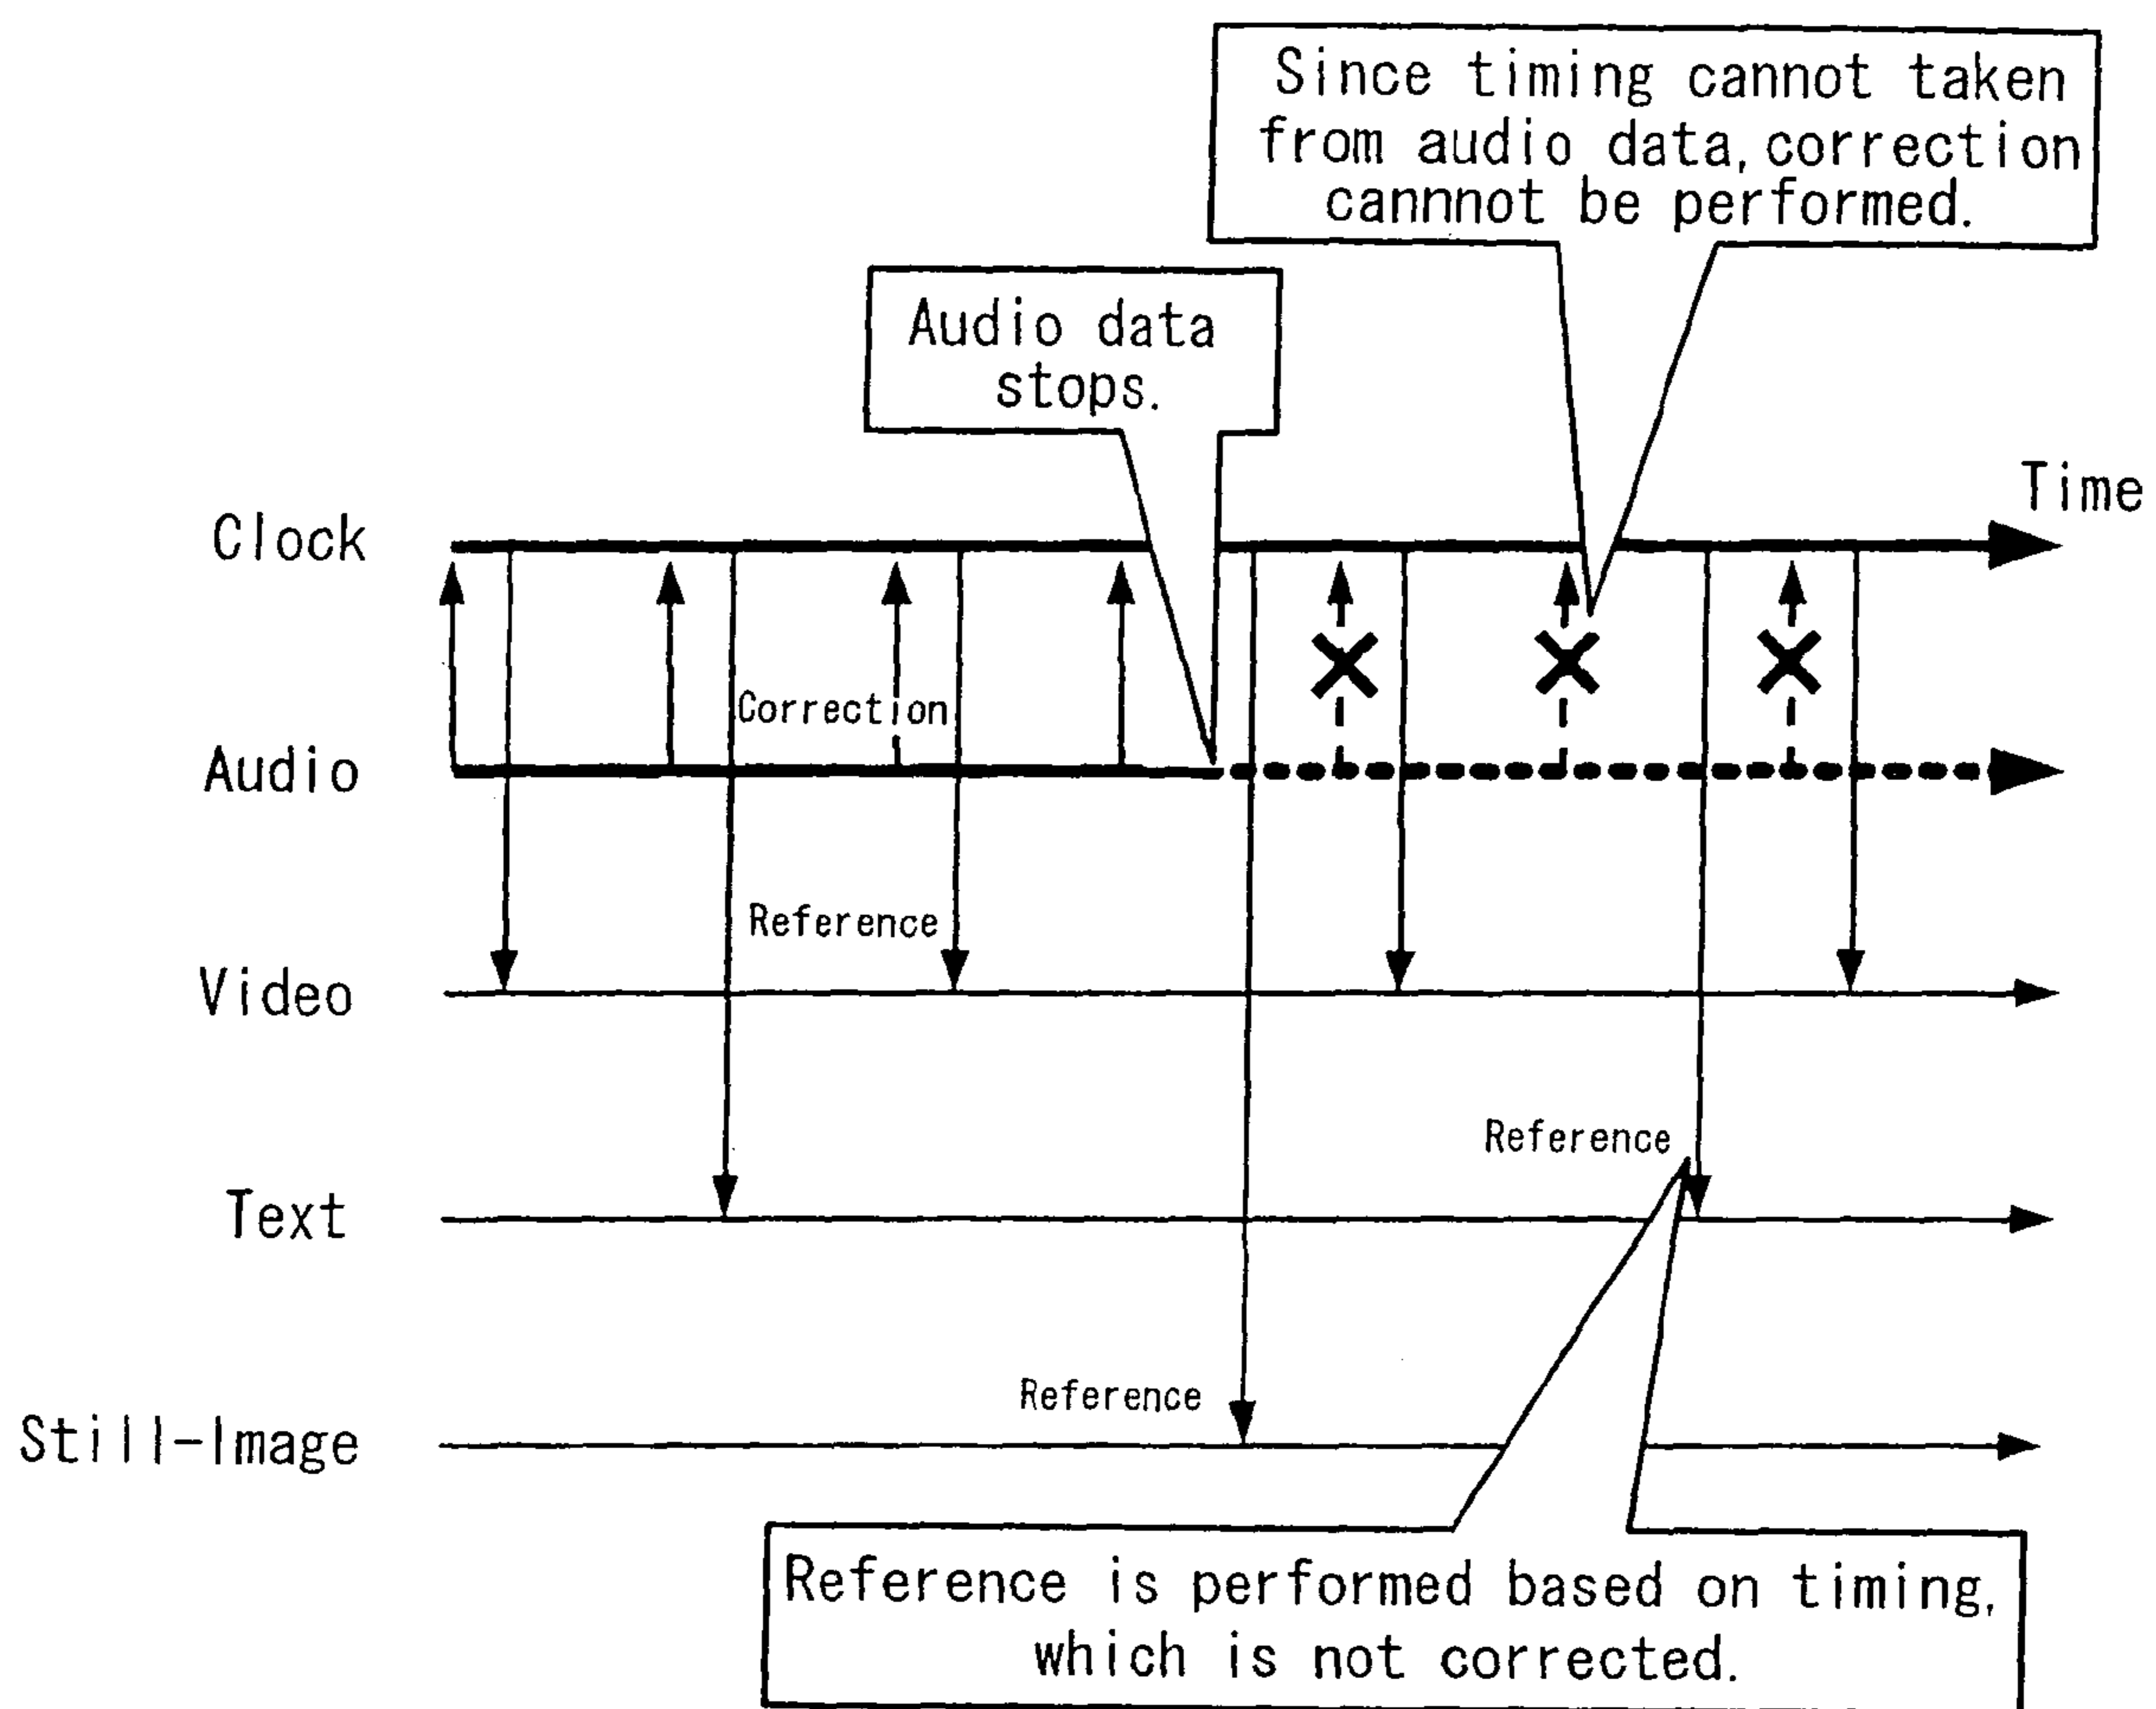 Since timing cannot taken
from audio data, correction
cannnot be performed.
Audio data
stops.
Time
Clock
Correction
Audio
Reference
Video
Reference
Text
Reference
Still-Image
Reference is performed based on timing,
which is not corrected.